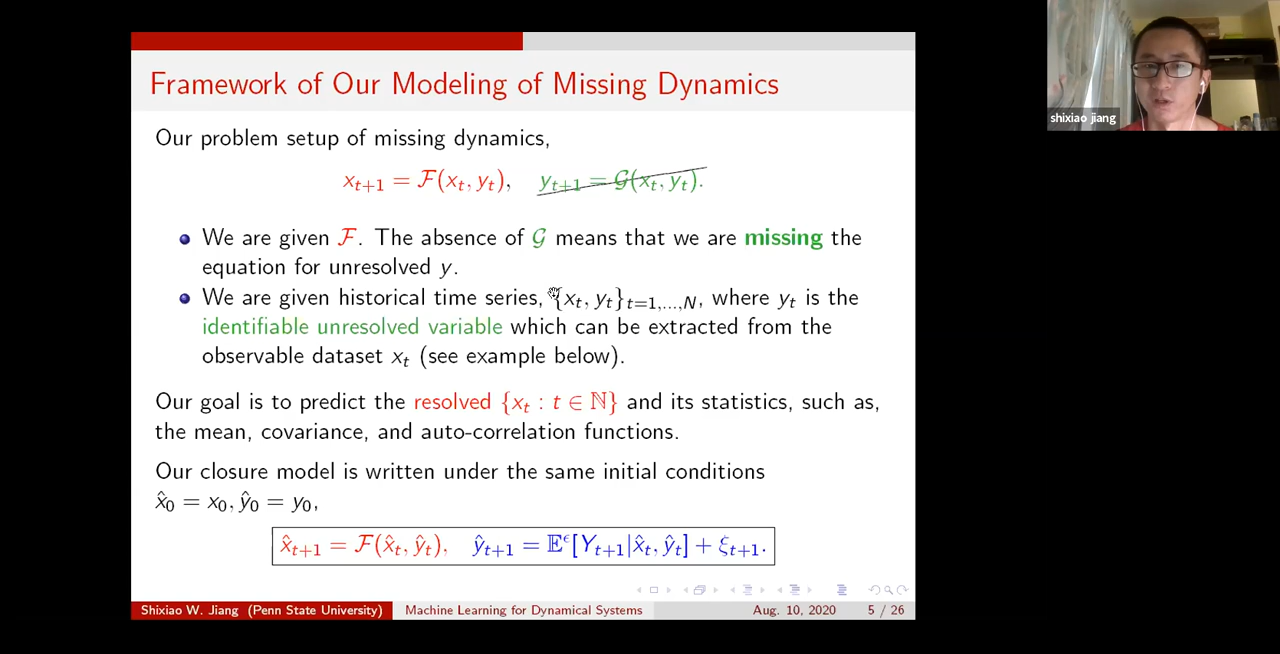 Framework of Our Modeling of Missing Dynamics
Our problem setup of missing dynamics,
x_{t+1} = ℱ(x_t, y_t), y_{t+1} = 𝒢(x_t, y_t).
We are given ℱ. The absence of 𝒢 means that we are missing the
equation for unresolved y.
We are given historical time series, {x_t, y_t}_{t=1,...,N}, where y_t is the
identifiable unresolved variable which can be extracted from the
observable dataset x_t (see example below).
Our goal is to predict the resolved {x_t : t ∈ ℕ} and its statistics, such as,
the mean, covariance, and auto-correlation functions.
Our closure model is written under the same initial conditions
x̂_0 = x_0, ŷ_0 = y_0,
x̂_{t+1} = ℱ(x̂_t, ŷ_t), ŷ_{t+1} = 𝔼^ϵ[Y_{t+1}|x̂_t, ŷ_t] + ξ_{t+1}.
Shixiao W. Jiang (Penn State University) Machine Learning for Dynamical Systems Aug. 10, 2020 5 / 26
shixiao jiang